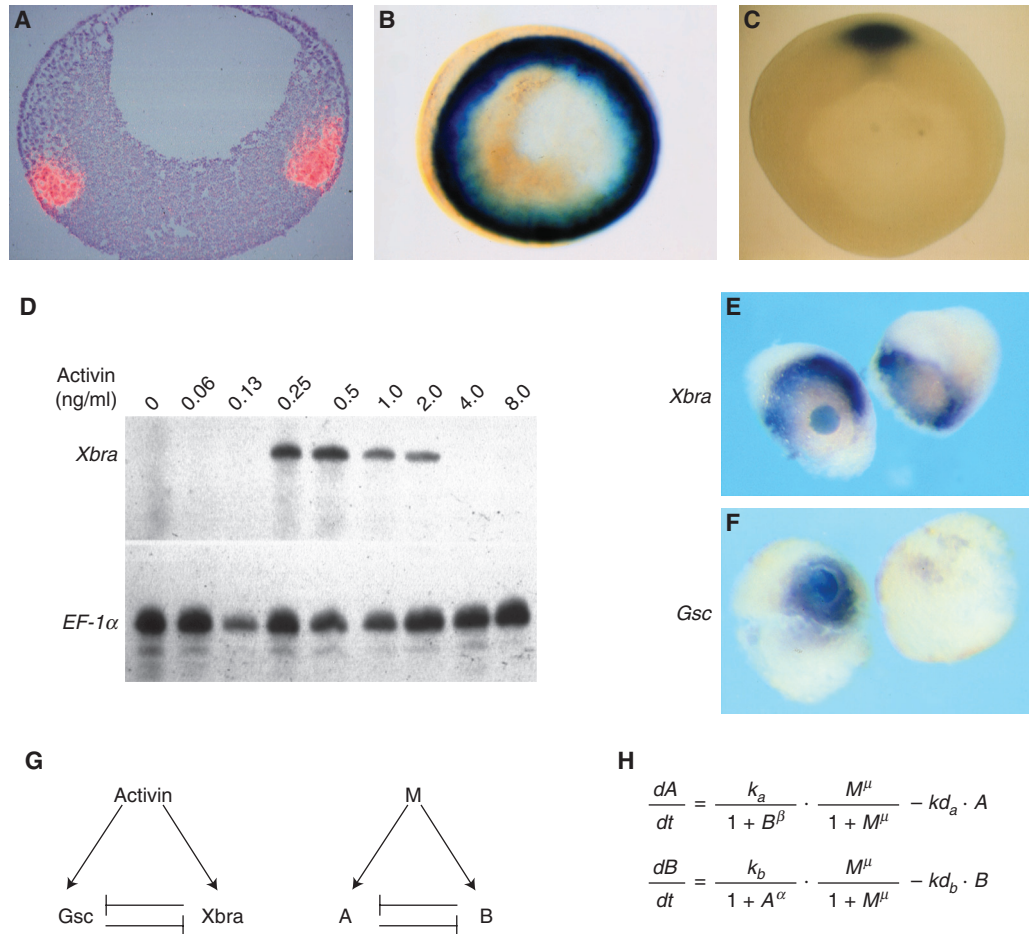 A
B
C
D
Activin
(ng/ml)
0 0.06 0.13 0.25 0.5 1.0 2.0 4.0 8.0
Xbra
EF-1α
E
Xbra
F
Gsc
G
Activin
Gsc Xbra
M
A B
H
dA/dt = k_a/(1 + B^β) · M^μ/(1 + M^μ) − kd_a · A
dB/dt = k_b/(1 + A^α) · M^μ/(1 + M^μ) − kd_b · B